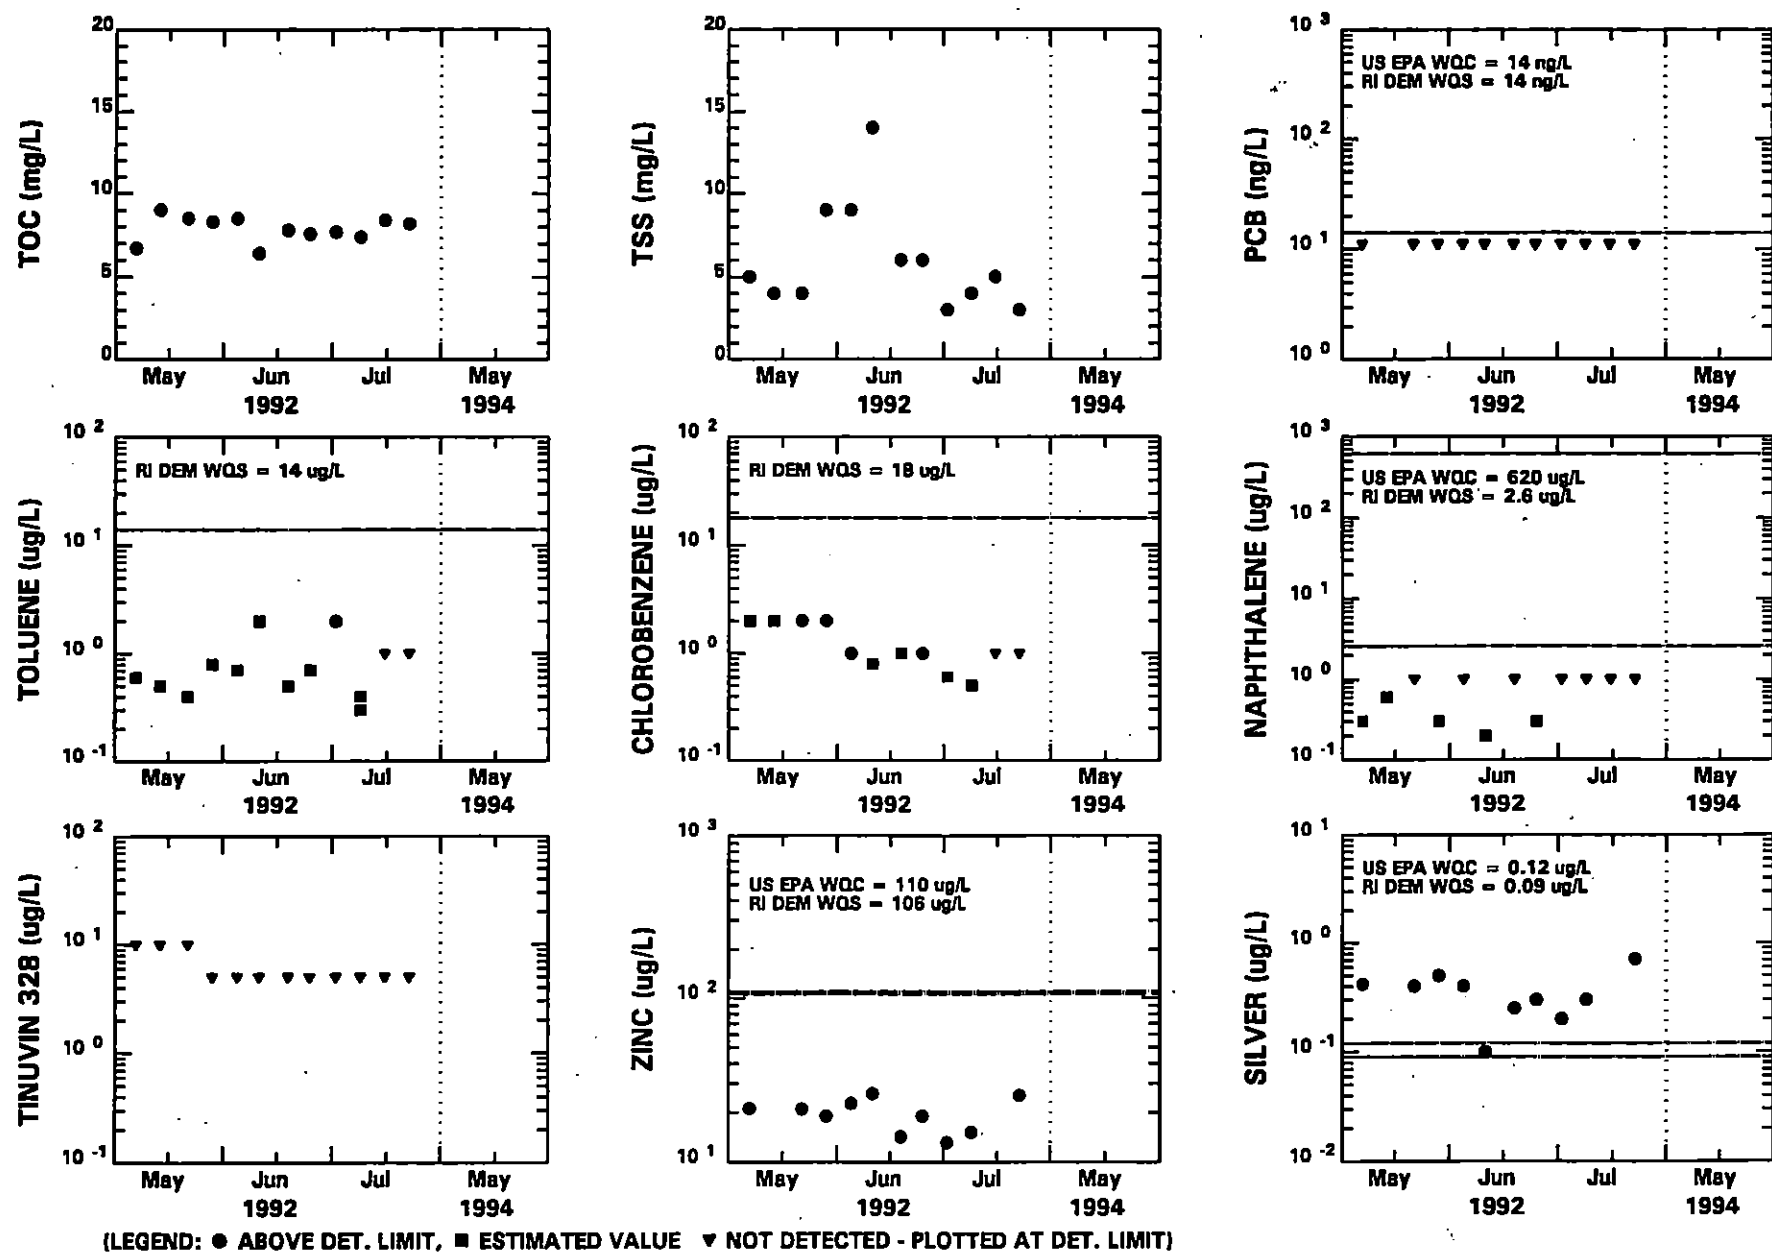 20
15
10
5
0
TOC (mg/L)
May Jun Jul May
1992 1994
20
15
10
5
0
TSS (mg/L)
May Jun Jul May
1992 1994
10 3
10 2
10 1
10 0
PCB (ng/L)
US EPA WQC = 14 ng/L
RI DEM WQS = 14 ng/L
May Jun Jul May
1992 1994
10 2
10 1
10 0
10 -1
TOLUENE (ug/L)
RI DEM WQS = 14 ug/L
May Jun Jul May
1992 1994
10 2
10 1
10 0
10 -1
CHLOROBENZENE (ug/L)
RI DEM WQS = 18 ug/L
May Jun Jul May
1992 1994
10 3
10 2
10 1
10 0
10 -1
NAPHTHALENE (ug/L)
US EPA WQC = 620 ug/L
RI DEM WQS = 2.6 ug/L
May Jun Jul May
1992 1994
10 2
10 1
10 0
10 -1
TINUVIN 328 (ug/L)
May Jun Jul May
1992 1994
10 3
10 2
10 1
ZINC (ug/L)
US EPA WQC = 110 ug/L
RI DEM WQS = 106 ug/L
May Jun Jul May
1992 1994
10 1
10 0
10 -1
10 -2
SILVER (ug/L)
US EPA WQC = 0.12 ug/L
RI DEM WQS = 0.09 ug/L
May Jun Jul May
1992 1994
(LEGEND: ● ABOVE DET. LIMIT, ■ ESTIMATED VALUE ▼ NOT DETECTED - PLOTTED AT DET. LIMIT)